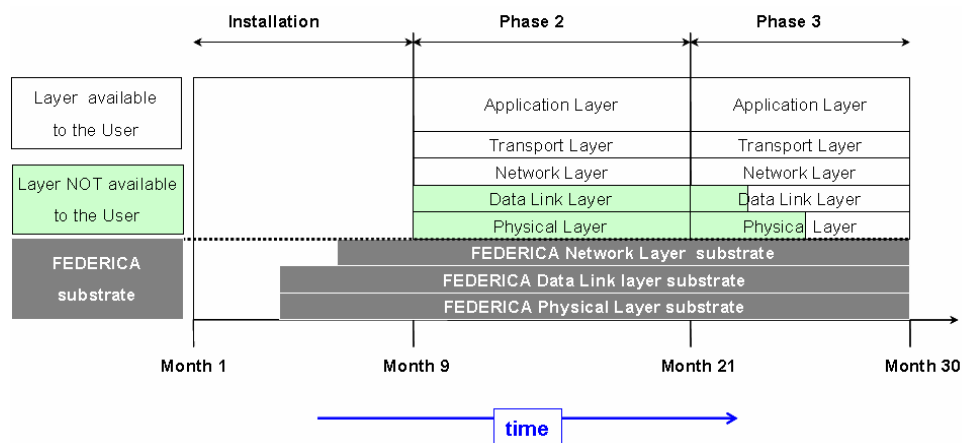 Installation
Phase 2
Phase 3
Layer available
to the User
Application Layer
Application Layer
Transport Layer
Transport Layer
Network Layer
Network Layer
Layer NOT available
to the User
Data Link Layer
Data Link Layer
Physical Layer
Physica Layer
FEDERICA
substrate
FEDERICA Network Layer substrate
FEDERICA Data Link layer substrate
FEDERICA Physical Layer substrate
Month 1
Month 9
Month 21
Month 30
time